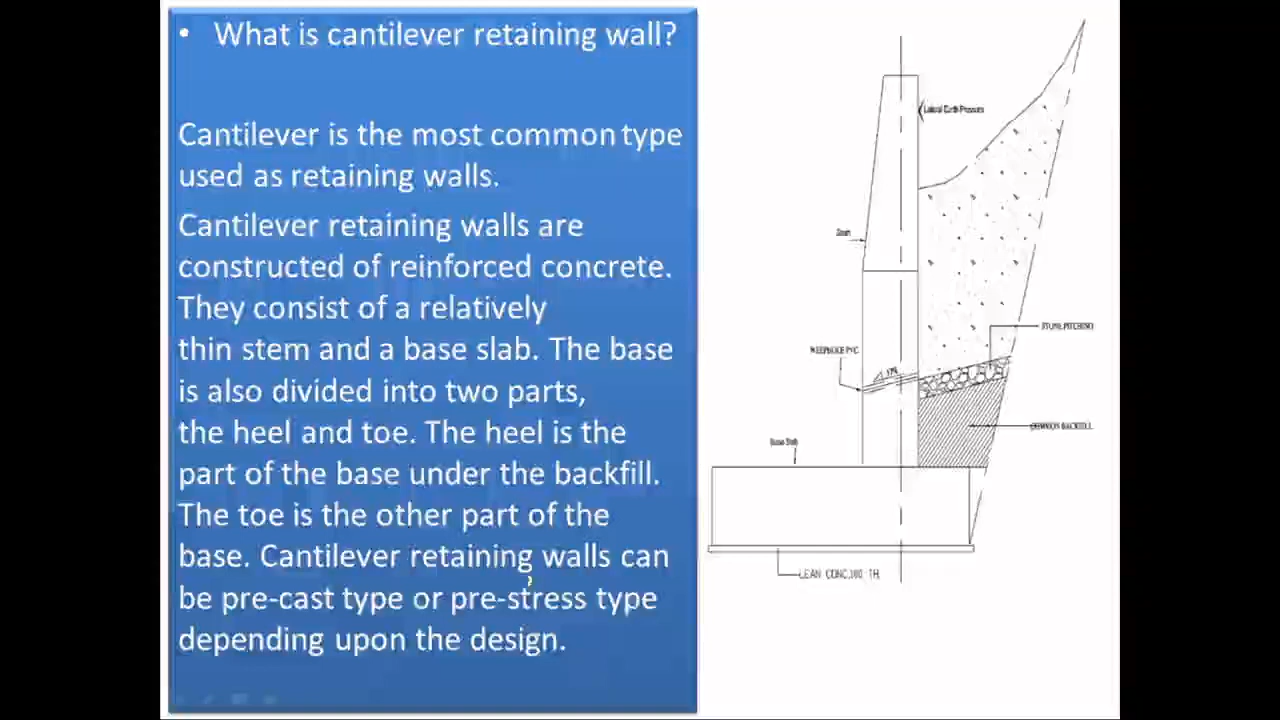 • What is cantilever retaining wall?
Cantilever is the most common type
used as retaining walls.
Cantilever retaining walls are
constructed of reinforced concrete.
They consist of a relatively
thin stem and a base slab. The base
is also divided into two parts,
the heel and toe. The heel is the
part of the base under the backfill.
The toe is the other part of the
base. Cantilever retaining walls can
be pre-cast type or pre-stress type
depending upon the design.
Lateral Earth Pressure
Stem
STONE PITCHING
WEEPHOLE PVC
COMMON BACKFILL
Base Slab
LEAN CONC.100 TH.